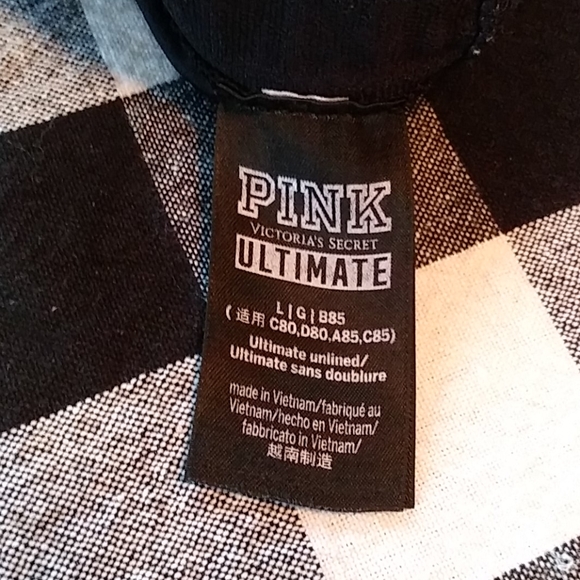 PINK
VICTORIA'S SECRET
ULTIMATE
L | G | B85
(适用 C80,D80,A85,C85)
Ultimate unlined/
Ultimate sans doublure
made in Vietnam/fabriqué au
Vietnam/hecho en Vietnam/
fabbricato in Vietnam/
越南制造